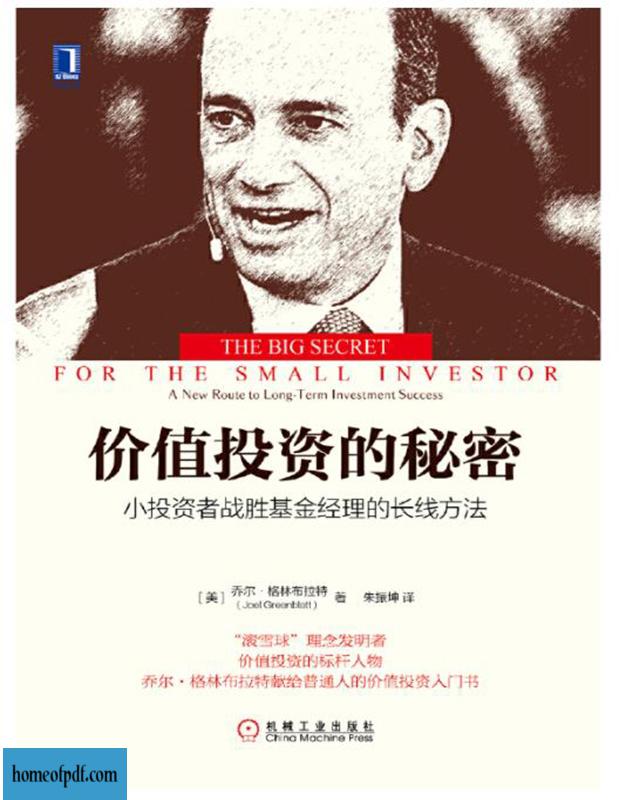 THE BIG SECRET
FOR THE SMALL INVESTOR
A New Route to Long-Term Investment Success
价值投资的秘密
小投资者战胜基金经理的长线方法
[美] 乔尔·格林布拉特 著 朱振坤 译
(Joel Greenblatt)
“滚雪球”理念发明者
价值投资的标杆人物
乔尔·格林布拉特献给普通人的价值投资入门书
机械工业出版社
China Machine Press
homeofpdf.com